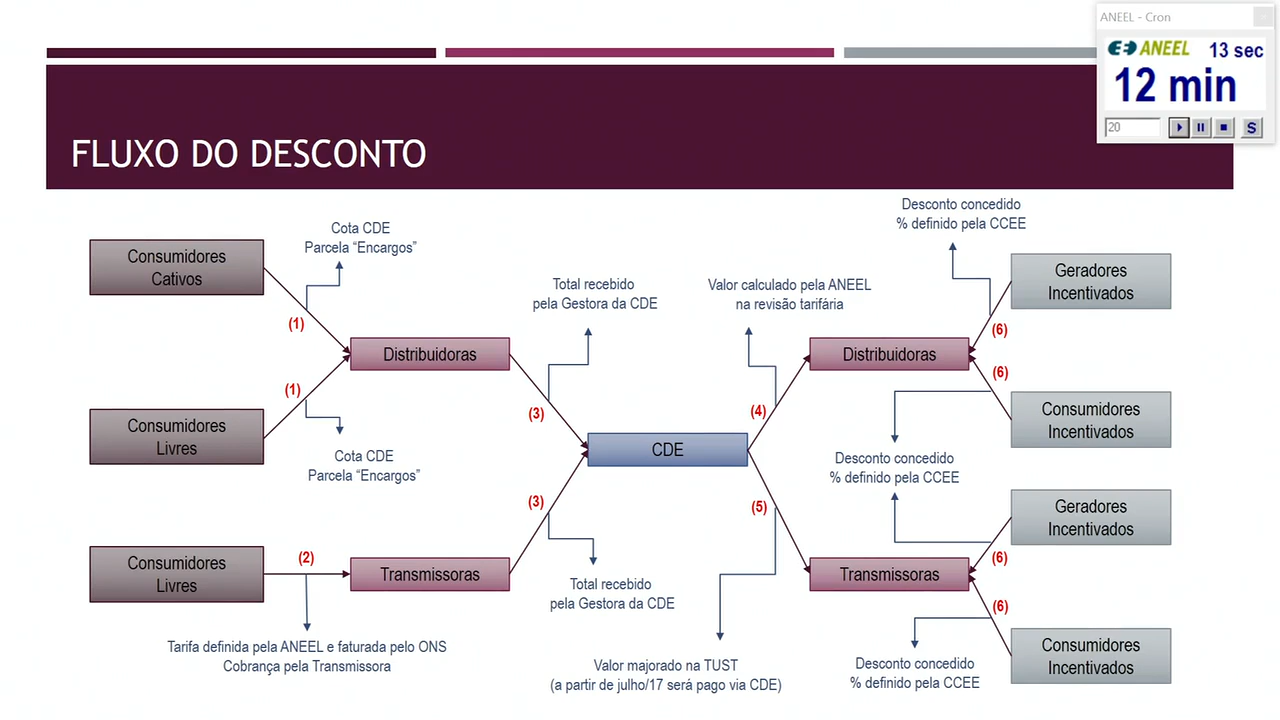 ANEEL - Cron
ANEEL
13 sec
12 min
20
S
FLUXO DO DESCONTO
Consumidores
Cativos
Cota CDE
Parcela “Encargos”
(1)
Distribuidoras
(1)
Consumidores
Livres
Cota CDE
Parcela “Encargos”
Consumidores
Livres
(2)
Transmissoras
Tarifa definida pela ANEEL e faturada pelo ONS
Cobrança pela Transmissora
Total recebido
pela Gestora da CDE
(3)
CDE
(3)
Total recebido
pela Gestora da CDE
Valor calculado pela ANEEL
na revisão tarifária
(4)
(5)
Valor majorado na TUST
(a partir de julho/17 será pago via CDE)
Desconto concedido
% definido pela CCEE
Geradores
Incentivados
(6)
Distribuidoras
(6)
Consumidores
Incentivados
Desconto concedido
% definido pela CCEE
Geradores
Incentivados
(6)
Transmissoras
(6)
Consumidores
Incentivados
Desconto concedido
% definido pela CCEE